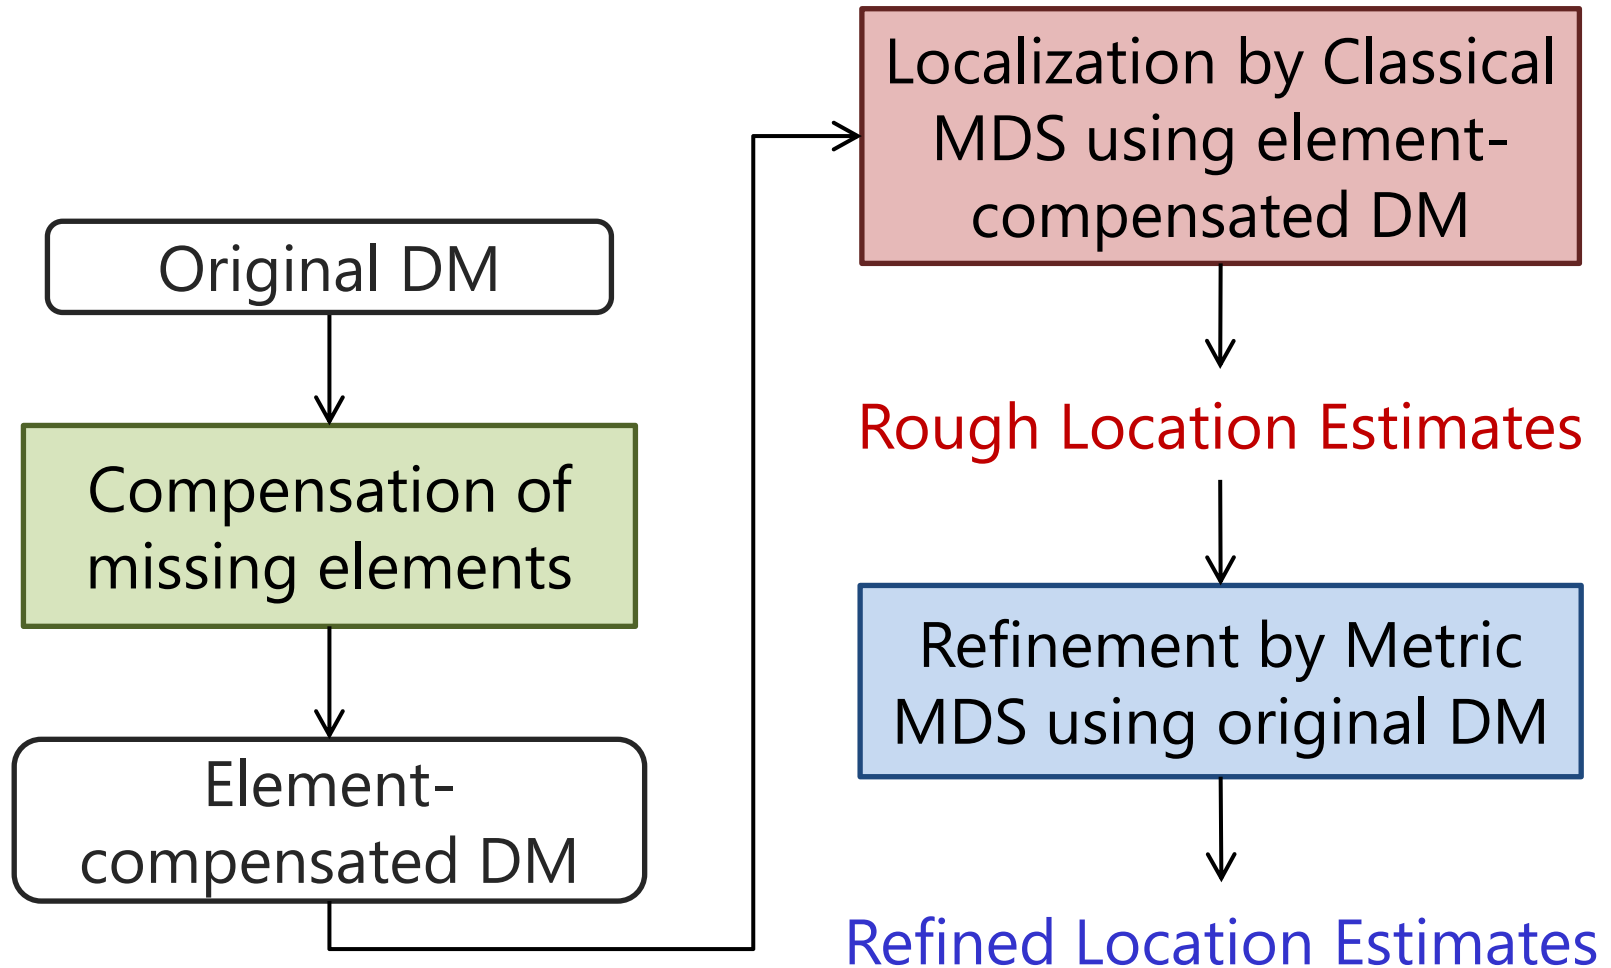 Original DM
Compensation of
missing elements
Element-
compensated DM
Localization by Classical
MDS using element-
compensated DM
Rough Location Estimates
Refinement by Metric
MDS using original DM
Refined Location Estimates